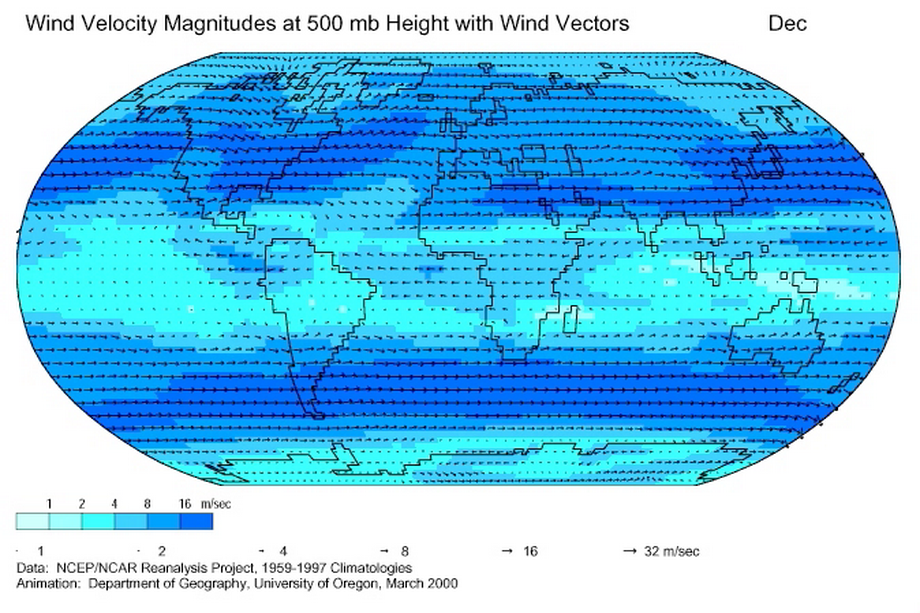 Wind Velocity Magnitudes at 500 mb Height with Wind Vectors Dec
1 2 4 8 16 m/sec
1 2 4 8 16 32 m/sec
Data: NCEP/NCAR Reanalysis Project, 1959-1997 Climatologies
Animation: Department of Geography, University of Oregon, March 2000